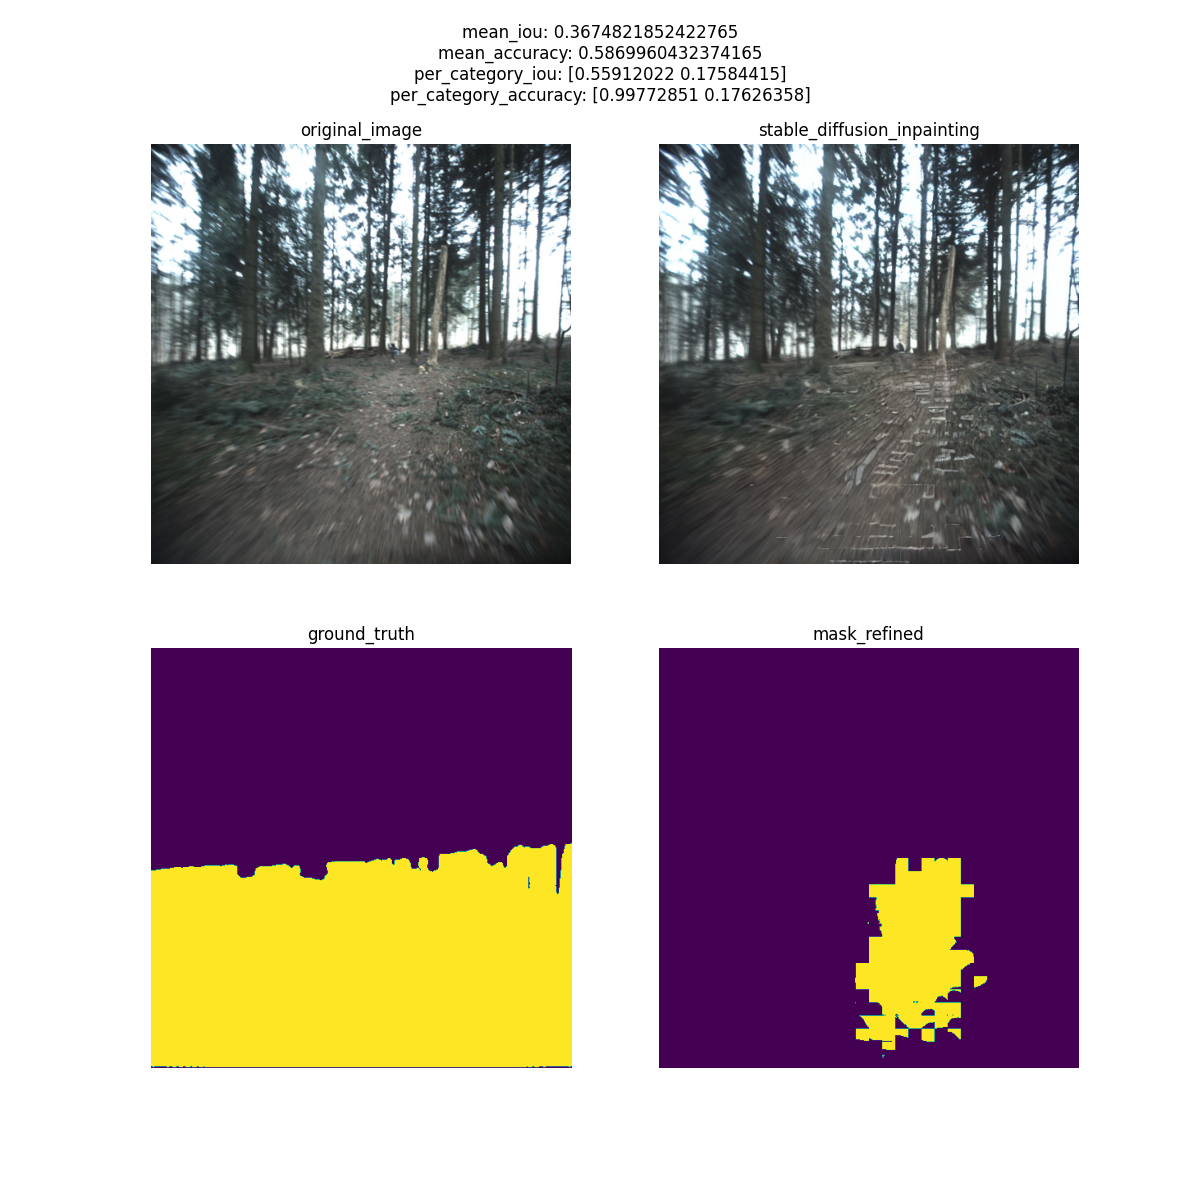 mean_iou: 0.3674821852422765
mean_accuracy: 0.5869960432374165
per_category_iou: [0.55912022 0.17584415]
per_category_accuracy: [0.99772851 0.17626358]
original_image
stable_diffusion_inpainting
ground_truth
mask_refined